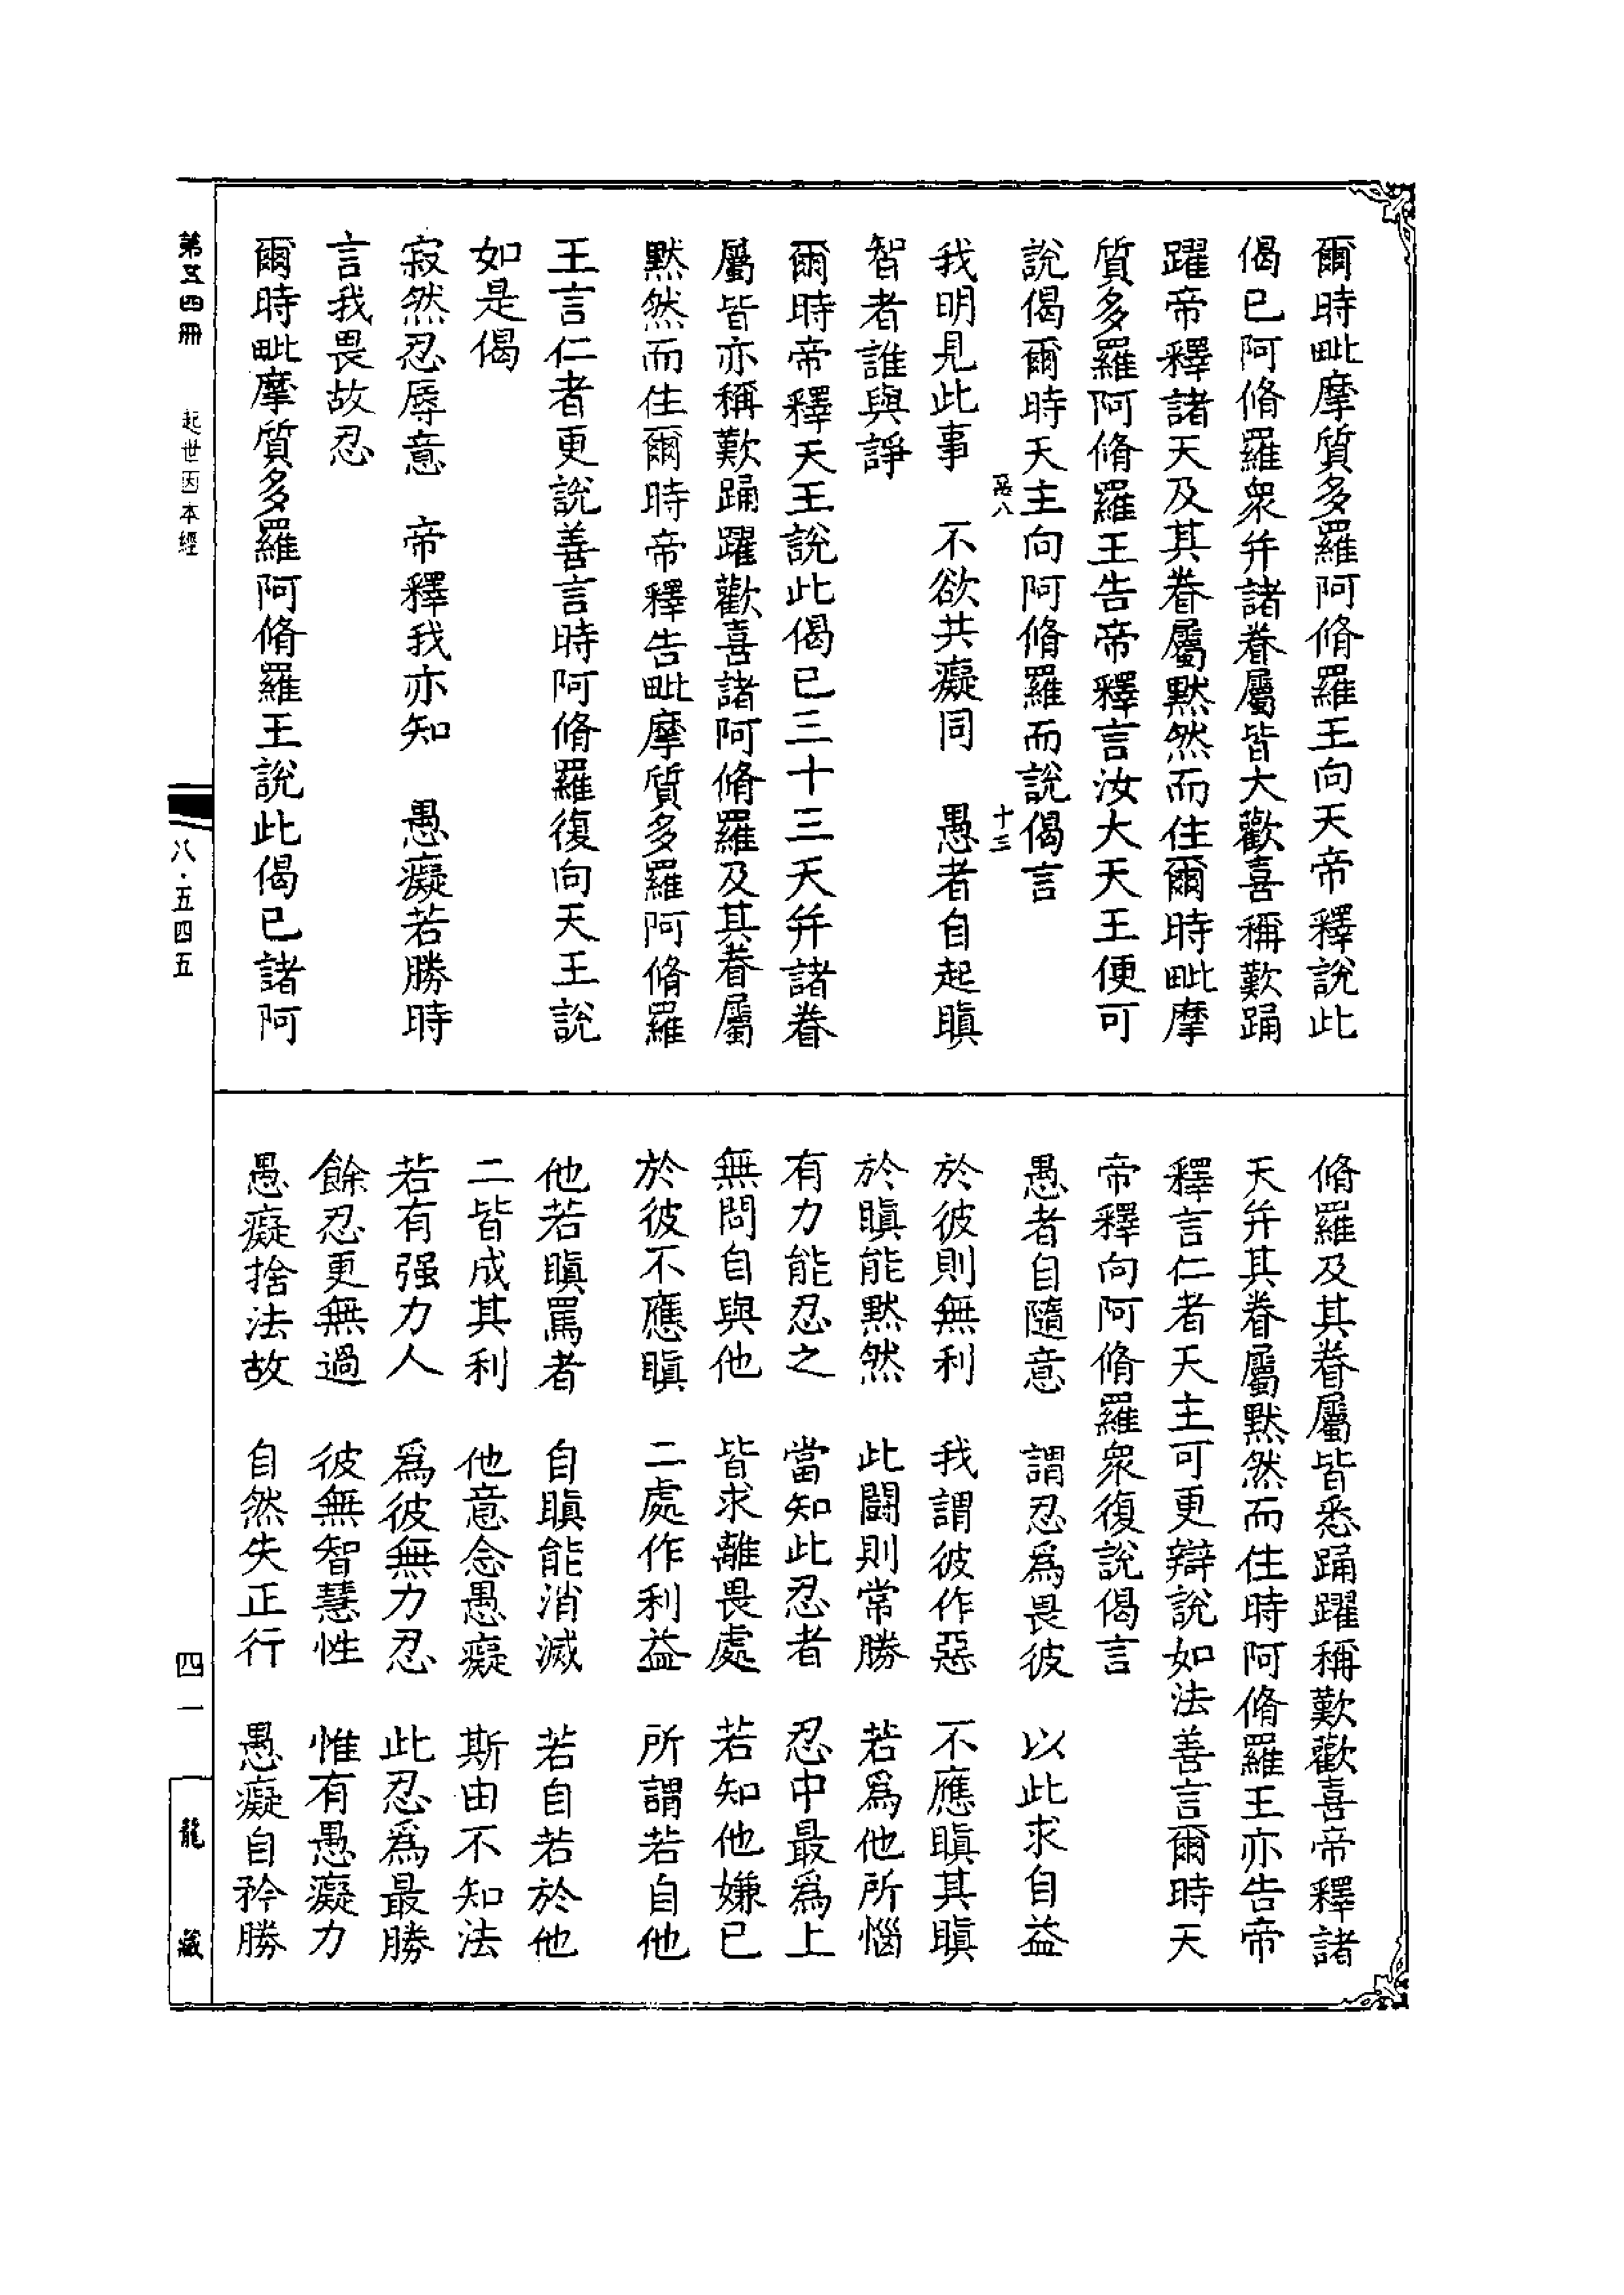 爾時毗摩質多羅阿脩羅王向天帝釋說此
偈已阿脩羅衆并諸眷屬皆大歡喜稱歎踊
躍帝釋諸天及其眷屬默然而住爾時毗摩
質多羅阿脩羅王告帝釋言汝大天王便可
說偈爾時天主向阿脩羅而說偈言
惡八　十三
我明見此事　不欲共癡同　愚者自起瞋
智者誰與諍
爾時帝釋天王說此偈已三十三天并諸眷
屬皆亦稱歎踊躍歡喜諸阿脩羅及其眷屬
默然而住爾時帝釋告毗摩質多羅阿脩羅
王言仁者更說善言時阿脩羅復向天王說
如是偈
寂然忍辱意　帝釋我亦知　愚癡若勝時
言我畏故忍
爾時毗摩質多羅阿脩羅王說此偈已諸阿
脩羅及其眷屬皆悉踊躍稱歎歡喜帝釋諸
天并其眷屬默然而住時阿脩羅王亦告帝
釋言仁者天主可更辯說如法善言爾時天
帝釋向阿脩羅衆復說偈言
愚者自隨意　謂忍爲畏彼　以此求自益
於彼則無利　我謂彼作惡　不應瞋其瞋
於瞋能默然　此鬪則常勝　若爲他所惱
有力能忍之　當知此忍者　忍中最爲上
無問自與他　皆求離畏處　若知他嫌已
於彼不應瞋　二處作利益　所謂若自他
他若瞋罵者　自瞋能消滅　若自若於他
二皆成其利　他意念愚癡　斯由不知法
若有强力人　爲彼無力忍　此忍爲最勝
餘忍更無過　彼無智慧性　惟有愚癡力
愚癡捨法故　自然失正行　愚癡自矜勝
第五四冊　起世因本經　八·五四五　四一　龍藏